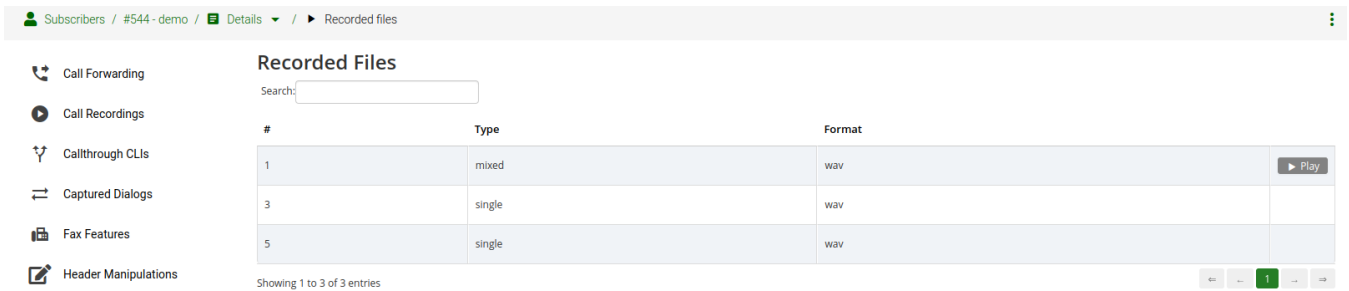 Subscribers / #544 - demo / Details / Recorded files
Call Forwarding
Call Recordings
Callthrough CLIs
Captured Dialogs
Fax Features
Header Manipulations
Recorded Files
Search:
# Type Format
1 mixed wav Play
3 single wav
5 single wav
Showing 1 to 3 of 3 entries
⇐ ← 1 → ⇒